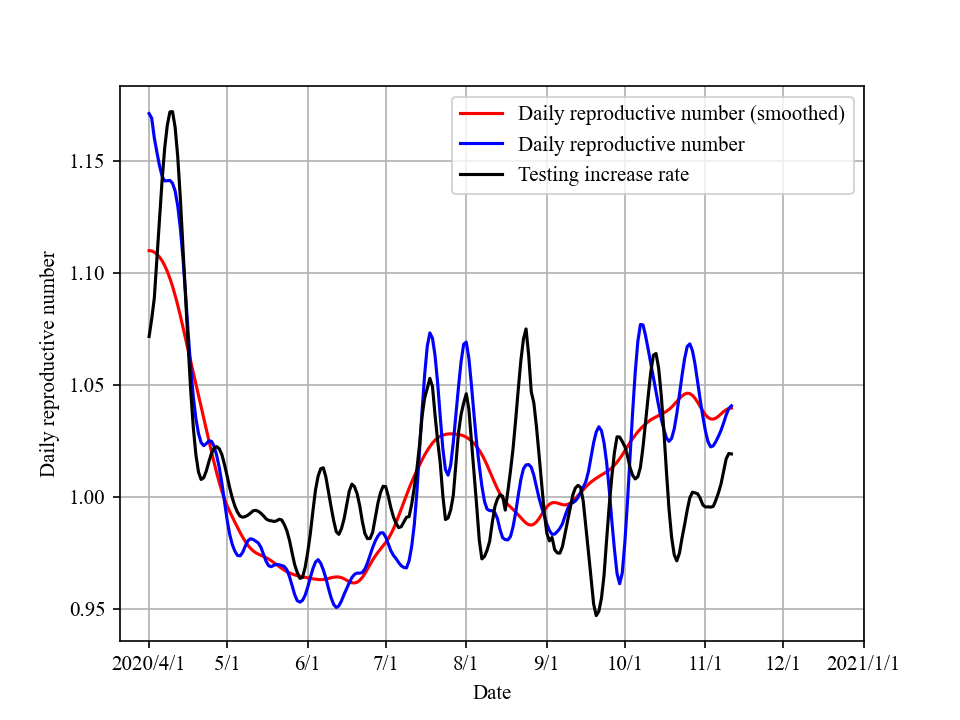 Daily reproductive number (smoothed)
Daily reproductive number
Testing increase rate
Daily reproductive number
1.15
1.10
1.05
1.00
0.95
2020/4/1 5/1 6/1 7/1 8/1 9/1 10/1 11/1 12/1 2021/1/1
Date